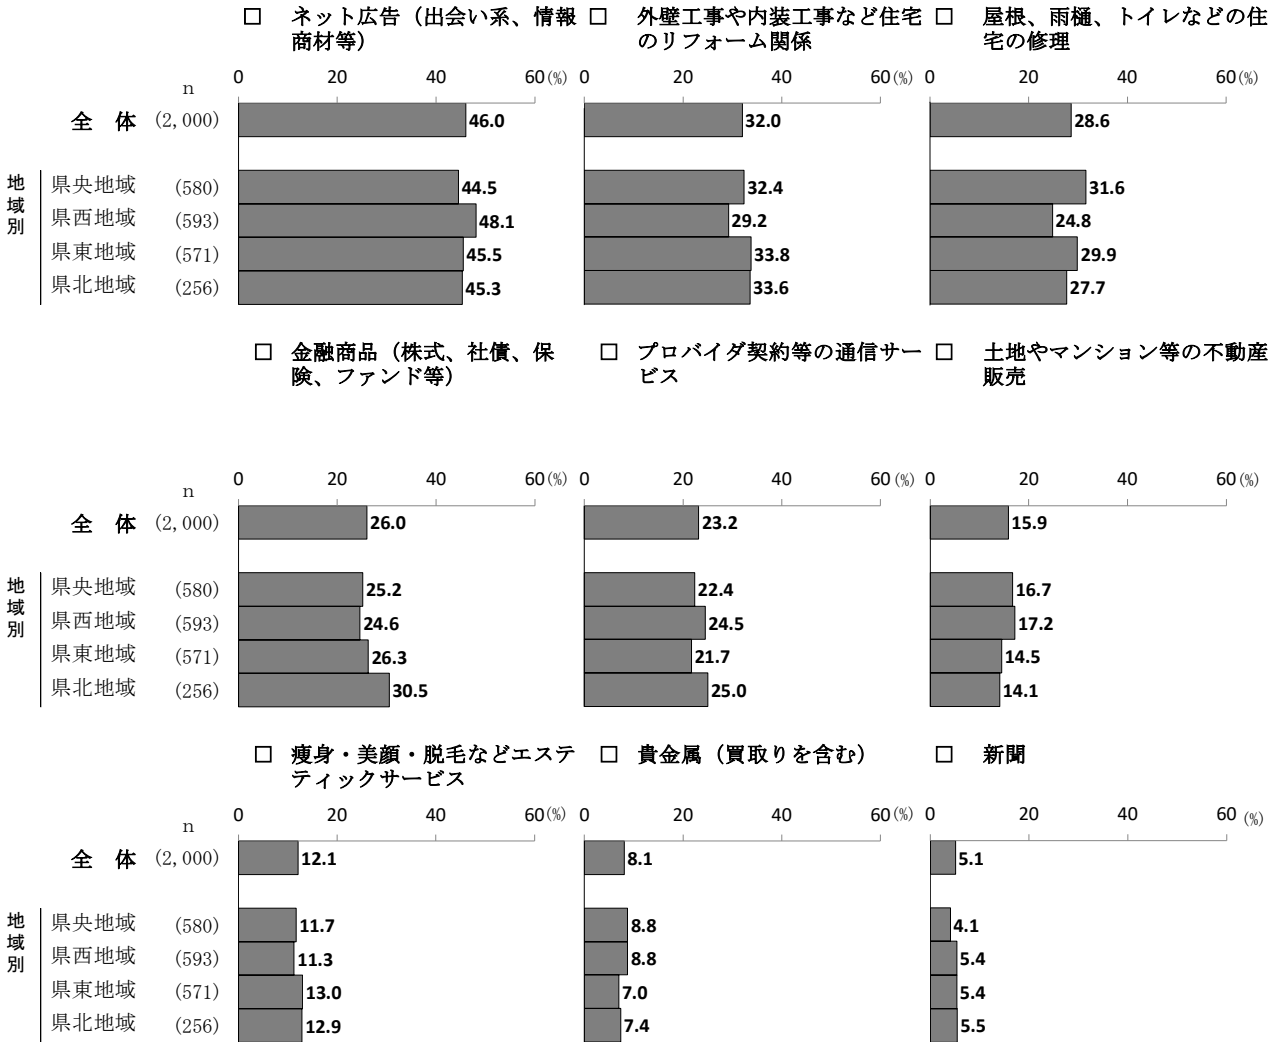 □ ネット広告（出会い系、情報商材等）
□ 外壁工事や内装工事など住宅のリフォーム関係
□ 屋根、雨樋、トイレなどの住宅の修理
0 20 40 60(%) 0 20 40 60(%) 0 20 40 60(%)
n
全 体 (2,000) 46.0 32.0 28.6
地域別
県央地域 (580) 44.5 32.4 31.6
県西地域 (593) 48.1 29.2 24.8
県東地域 (571) 45.5 33.8 29.9
県北地域 (256) 45.3 33.6 27.7
□ 金融商品（株式、社債、保険、ファンド等）
□ プロバイダ契約等の通信サービス
□ 土地やマンション等の不動産販売
0 20 40 60(%) 0 20 40 60(%) 0 20 40 60(%)
n
全 体 (2,000) 26.0 23.2 15.9
地域別
県央地域 (580) 25.2 22.4 16.7
県西地域 (593) 24.6 24.5 17.2
県東地域 (571) 26.3 21.7 14.5
県北地域 (256) 30.5 25.0 14.1
□ 痩身・美顔・脱毛などエステティックサービス
□ 貴金属（買取りを含む）
□ 新聞
0 20 40 60(%) 0 20 40 60(%) 0 20 40 60(%)
n
全 体 (2,000) 12.1 8.1 5.1
地域別
県央地域 (580) 11.7 8.8 4.1
県西地域 (593) 11.3 8.8 5.4
県東地域 (571) 13.0 7.0 5.4
県北地域 (256) 12.9 7.4 5.5